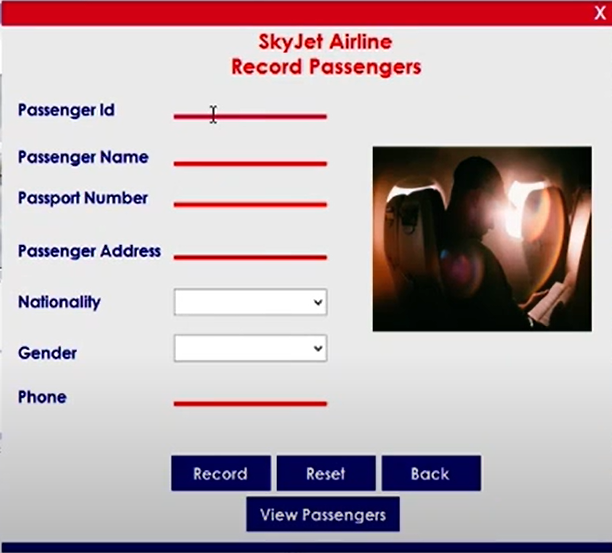 X
SkyJet Airline
Record Passengers
Passenger Id
Passenger Name
Passport Number
Passenger Address
Nationality
Gender
Phone
Record Reset Back
View Passengers